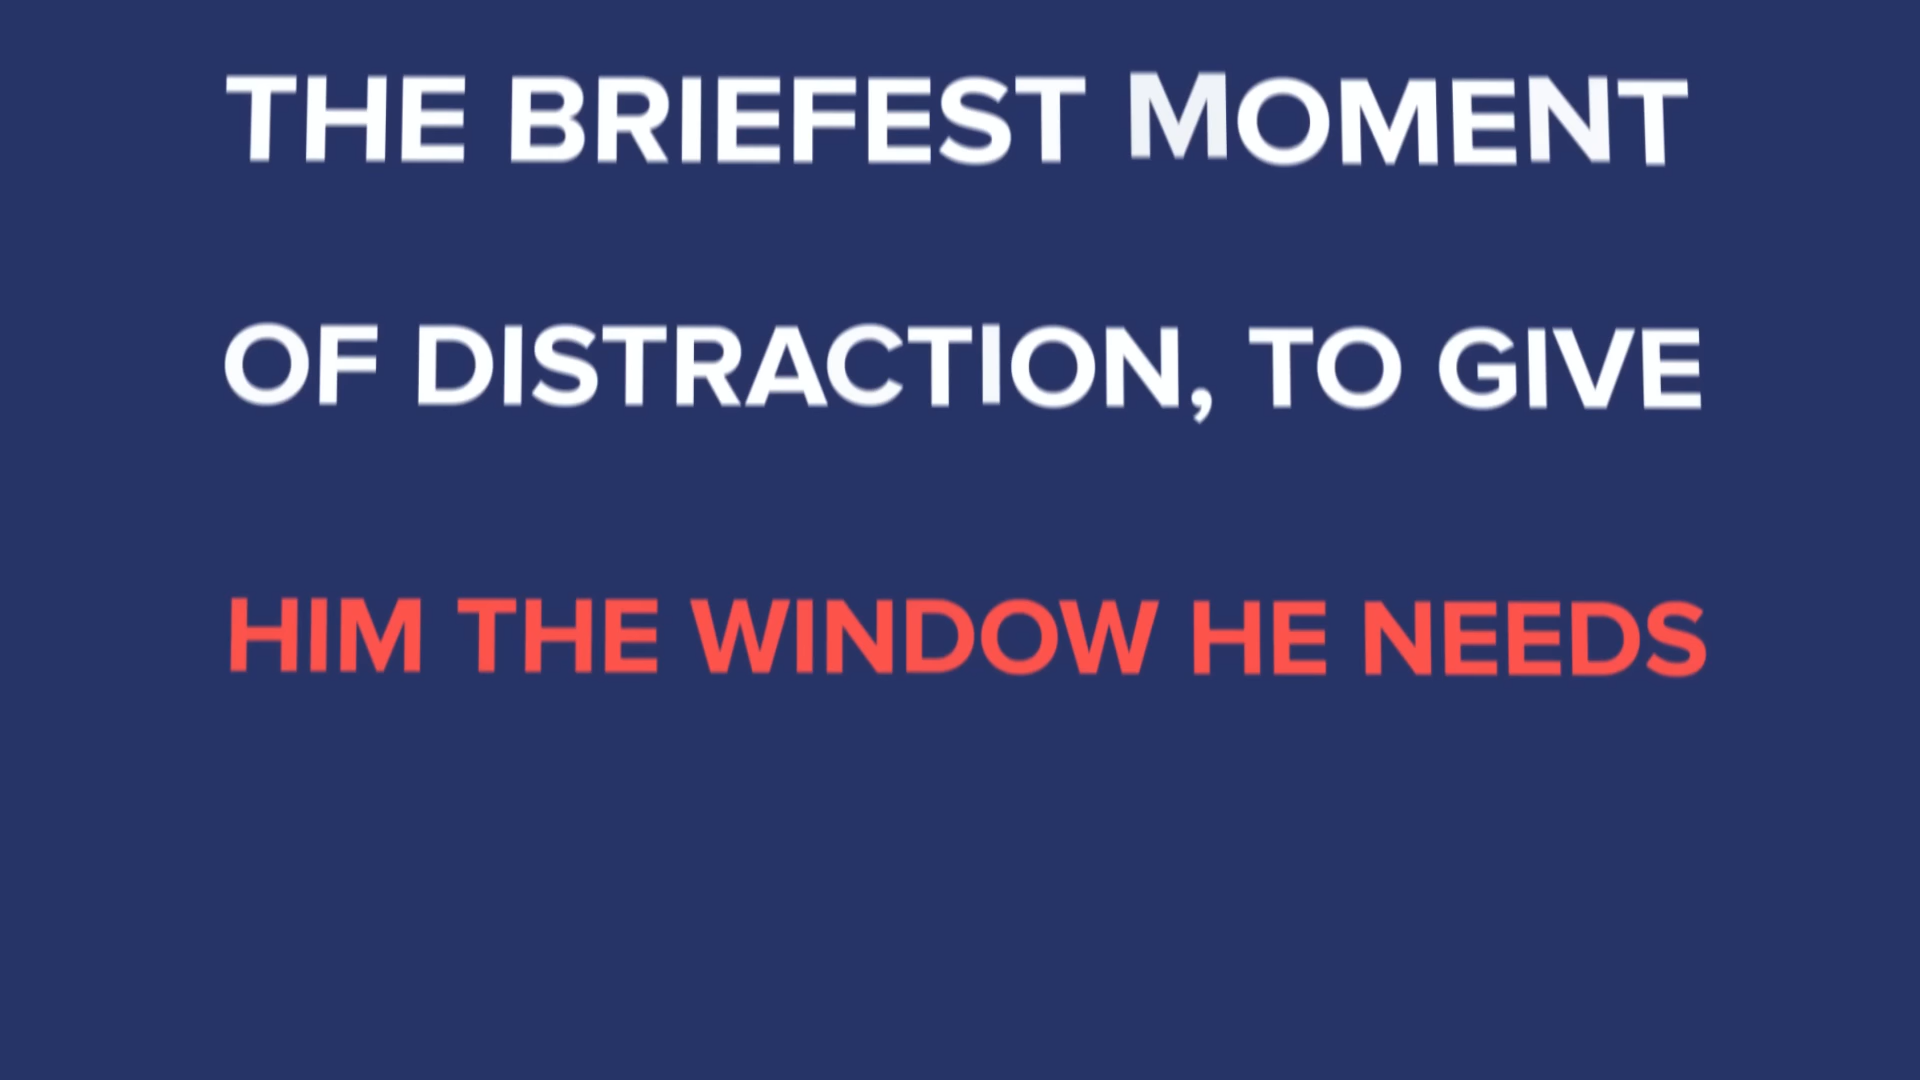 THE BRIEFEST MOMENT
OF DISTRACTION, TO GIVE
HIM THE WINDOW HE NEEDS